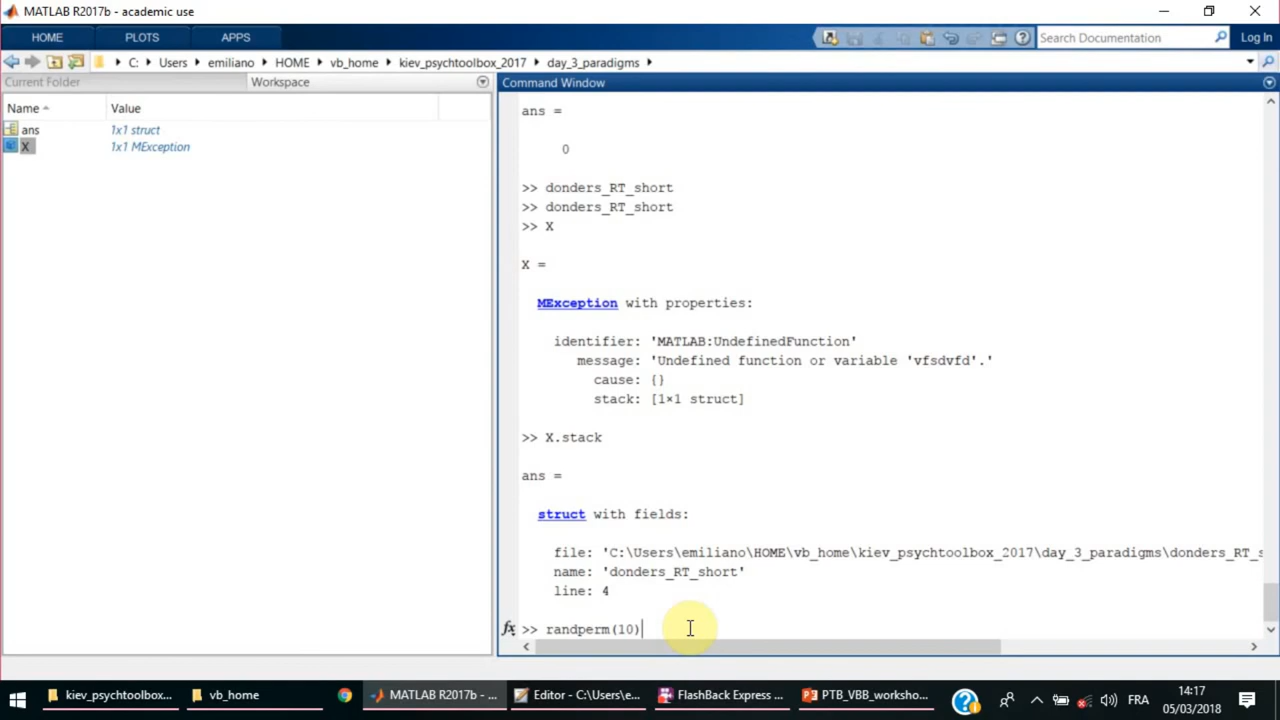 MATLAB R2017b - academic use
HOME PLOTS APPS
Search Documentation
Log In
C: Users emiliano HOME vb_home kiev_psychtoolbox_2017 day_3_paradigms
Current Folder Workspace
Command Window
Name Value
ans 1x1 struct
X 1x1 MException
ans =
0
>> donders_RT_short
>> donders_RT_short
>> X
X =
MException with properties:
identifier: 'MATLAB:UndefinedFunction'
message: 'Undefined function or variable 'vfsdvfd'.'
cause: {}
stack: [1×1 struct]
>> X.stack
ans =
struct with fields:
file: 'C:\Users\emiliano\HOME\vb_home\kiev_psychtoolbox_2017\day_3_paradigms\donders_RT_s
name: 'donders_RT_short'
line: 4
fx >> randperm(10)
kiev_psychtoolbox... vb_home MATLAB R2017b - ... Editor - C:\Users\e... FlashBack Express ... PTB_VBB_worksho... FRA 14:17
05/03/2018